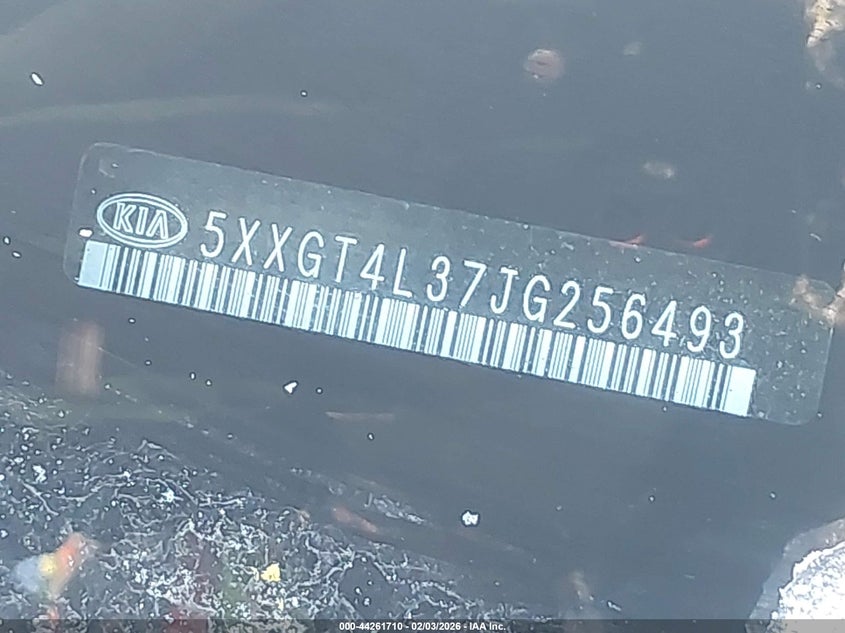 KIA 5XXGT4L37JG256493
000-44261710 - 02/03/2026 - IAA Inc.